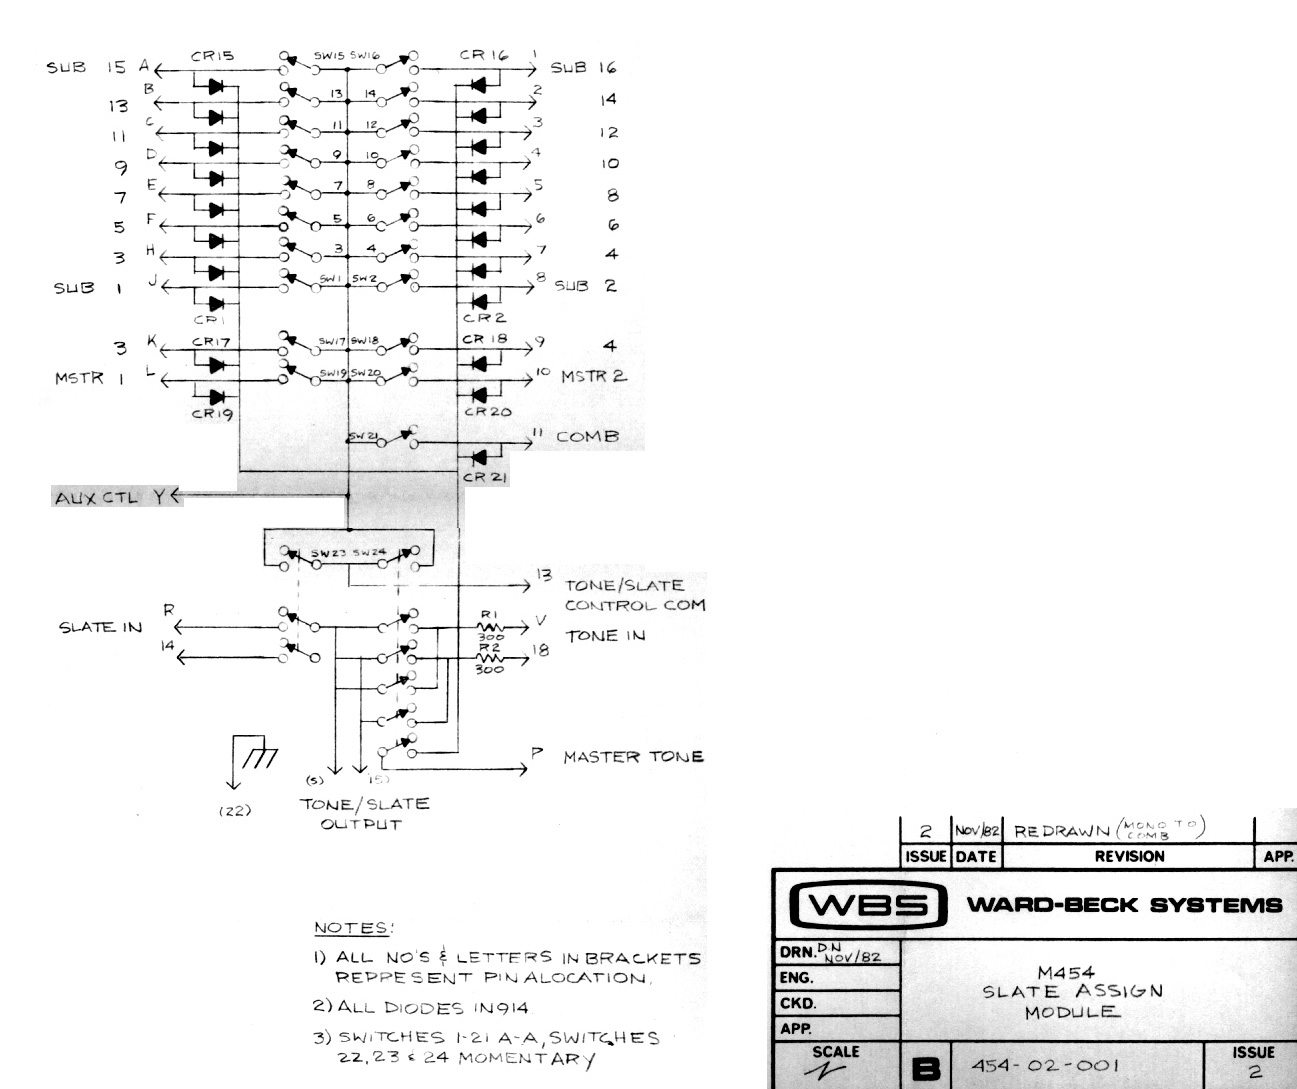 CR15 SW15 SW16 CR 16 1
SUB 15 A SUB 16
B 13 14 2
13 14
C 11 12 3
11 12
D 9 10 4
9 10
E 7 8 5
7 8
F 5 6 6
5 6
H 3 4 7
3 4
J SW1 SW2 8
SUB 1 SUB 2
CR1 CR2
K CR17 SW17 SW18 CR 18 9
3 4
L SW19 SW20 10
MSTR 1 MSTR 2
CR19 CR20
SW21 11 COMB
CR 21
AUX CTL Y
SW23 SW24
13 TONE/SLATE
CONTROL COM
R R1 V
SLATE IN 300 TONE IN
14 R2 18
300
P MASTER TONE
(S) (15)
(22) TONE/SLATE
OUTPUT
2 NOV/82 REDRAWN (MONO TO COMB)
ISSUE DATE REVISION APP.
WBS WARD-BECK SYSTEMS
DRN. D.N NOV/82
ENG.
CKD.
APP.
M454
SLATE ASSIGN
MODULE
SCALE
B 454-02-001
ISSUE
2
NOTES:
1) ALL NO'S & LETTERS IN BRACKETS
REPPESENT PIN ALOCATION.
2) ALL DIODES IN914
3) SWITCHES 1-21 A-A, SWITCHES
22, 23 & 24 MOMENTARY